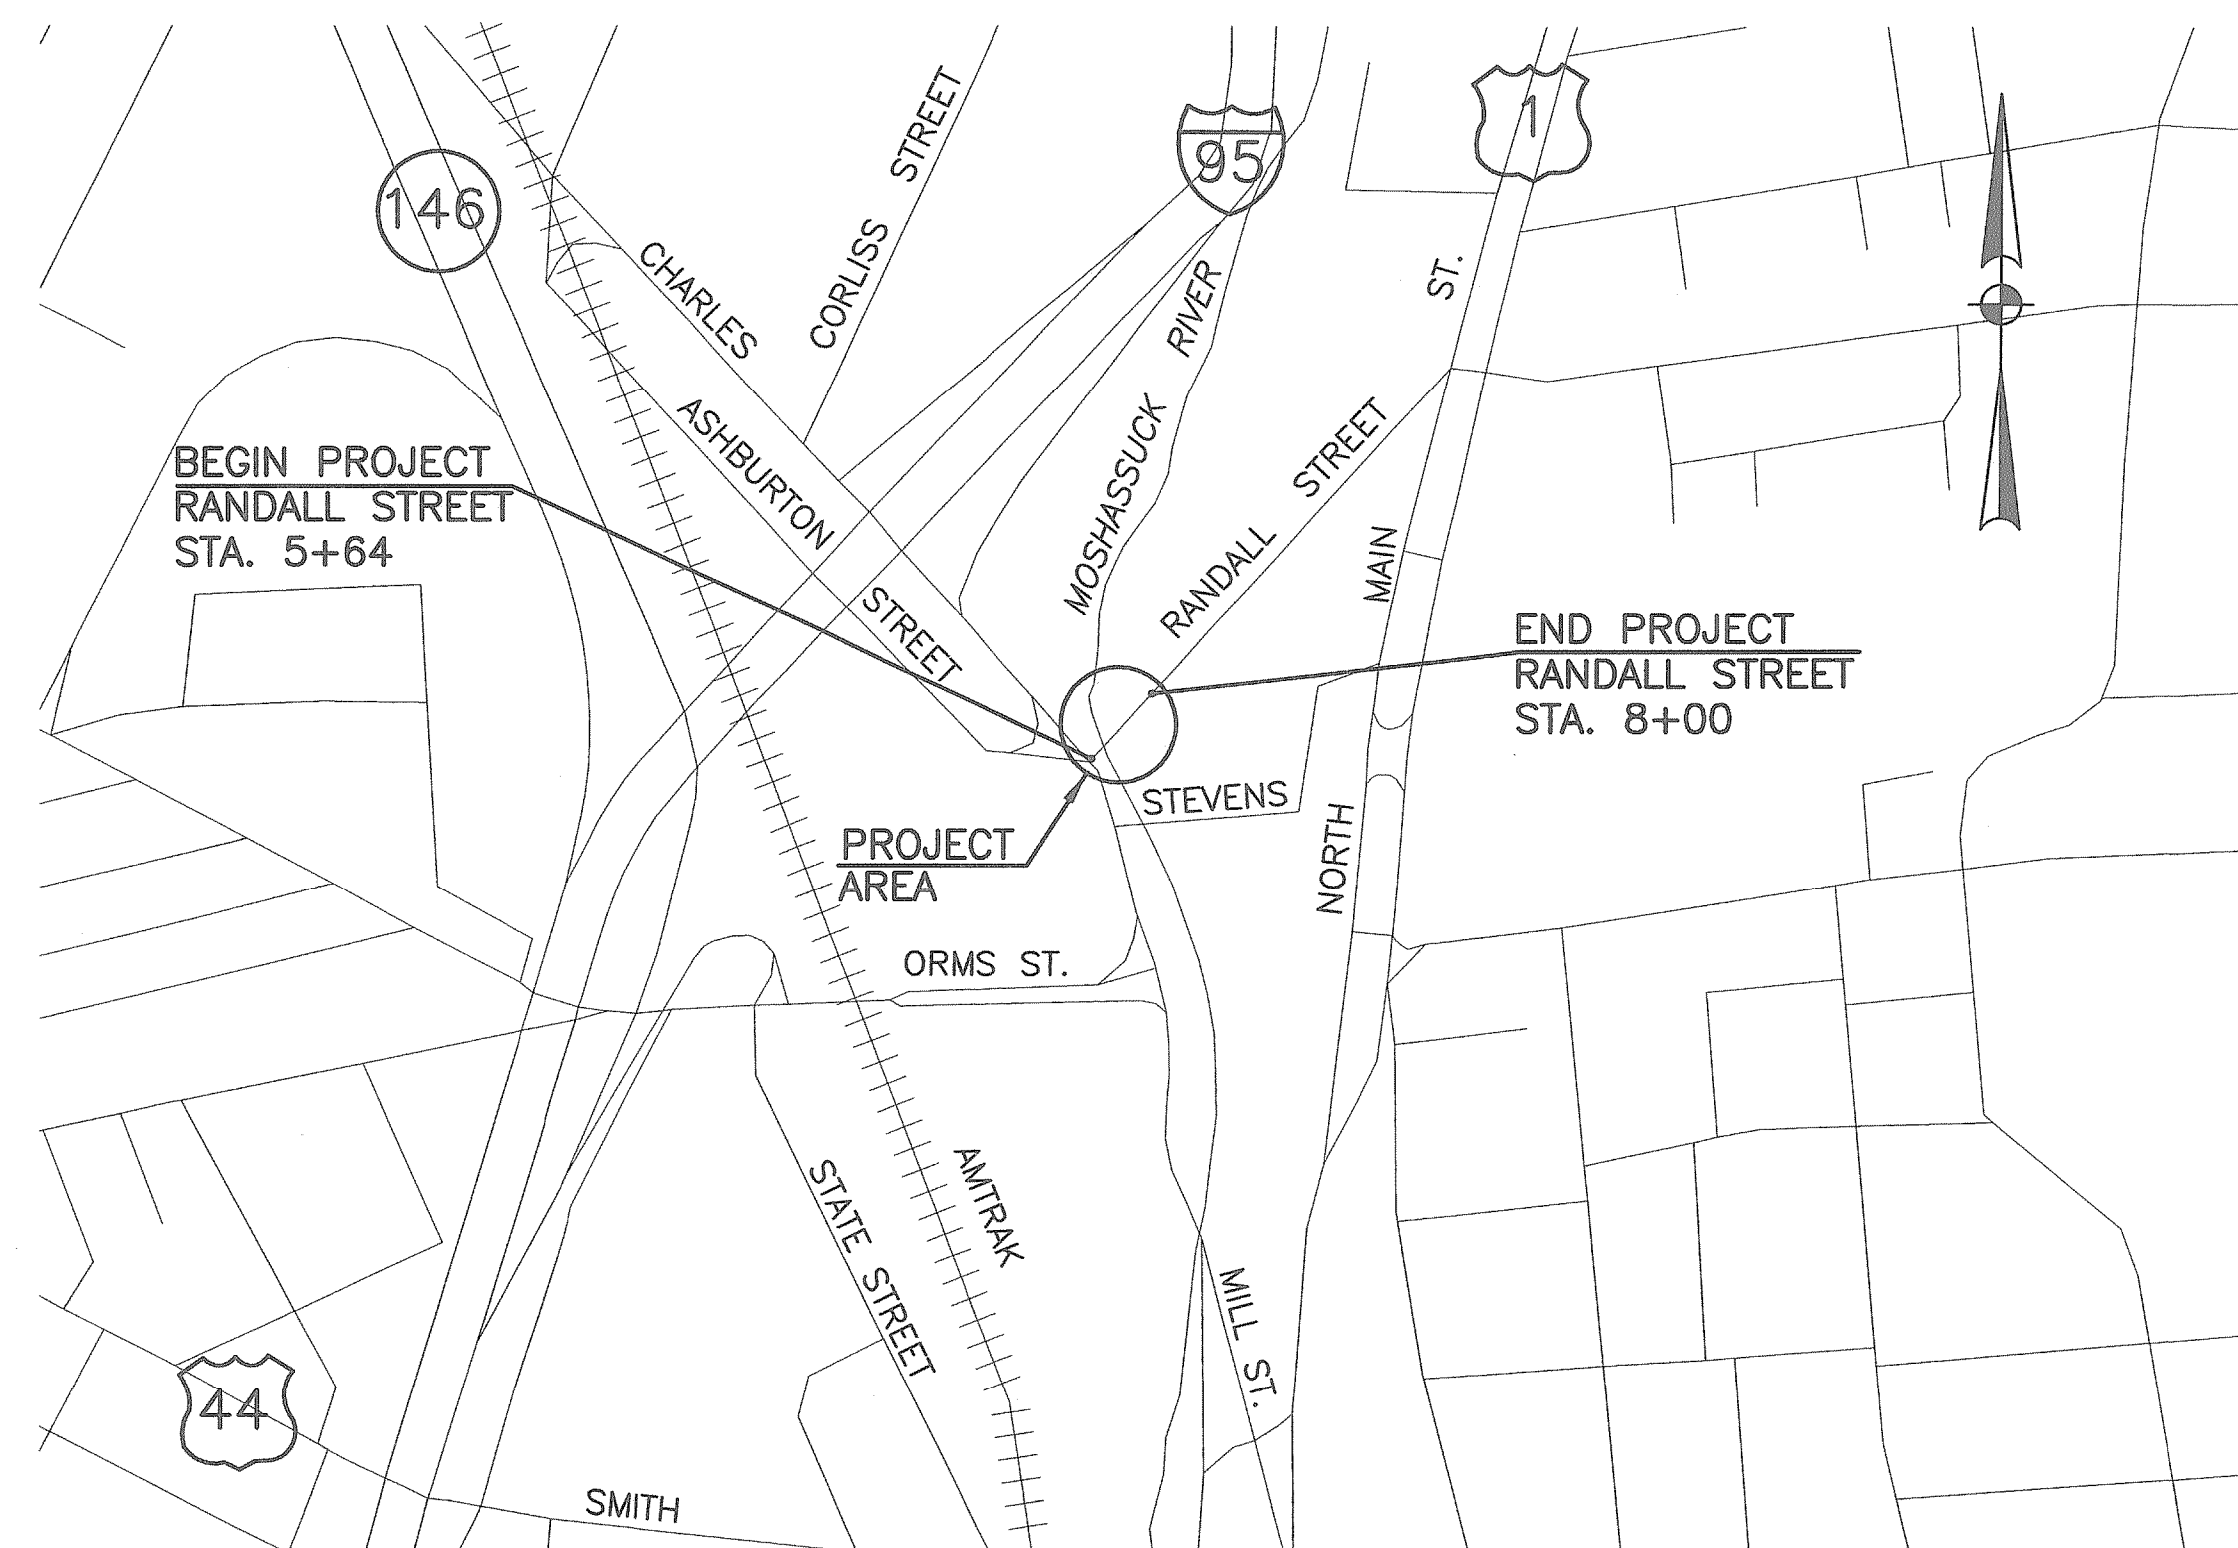 146
95
1
CHARLES
CORLISS STREET
MOSHASSUCK RIVER
RANDALL STREET
NORTH MAIN ST.
ASHBURTON STREET
BEGIN PROJECT
RANDALL STREET
STA. 5+64
END PROJECT
RANDALL STREET
STA. 8+00
STEVENS
PROJECT
AREA
ORMS ST.
STATE STREET
AMTRAK
MILL ST.
44
SMITH